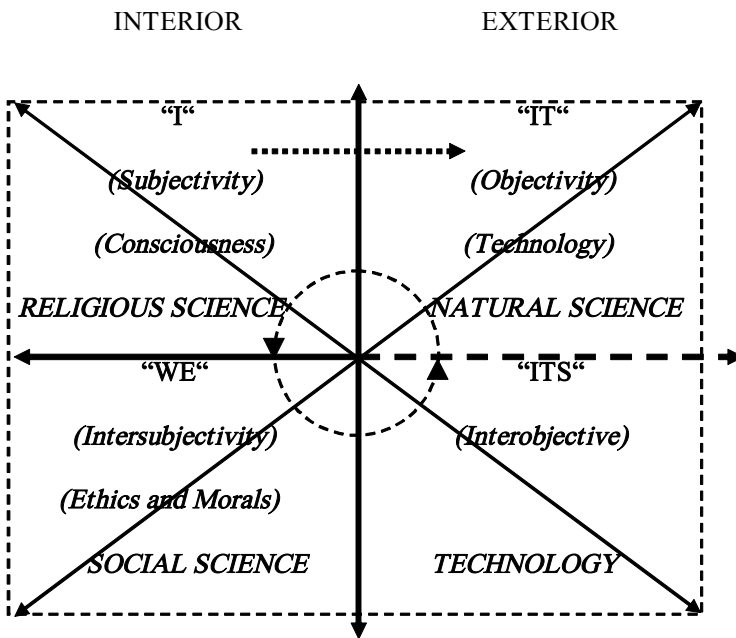 INTERIOR
EXTERIOR
“I“
“IT“
(Subjectivity)
(Objectivity)
(Consciousness)
(Technology)
RELIGIOUS SCIENCE
NATURAL SCIENCE
“WE“
“ITS“
(Intersubjectivity)
(Interobjective)
(Ethics and Morals)
SOCIAL SCIENCE
TECHNOLOGY